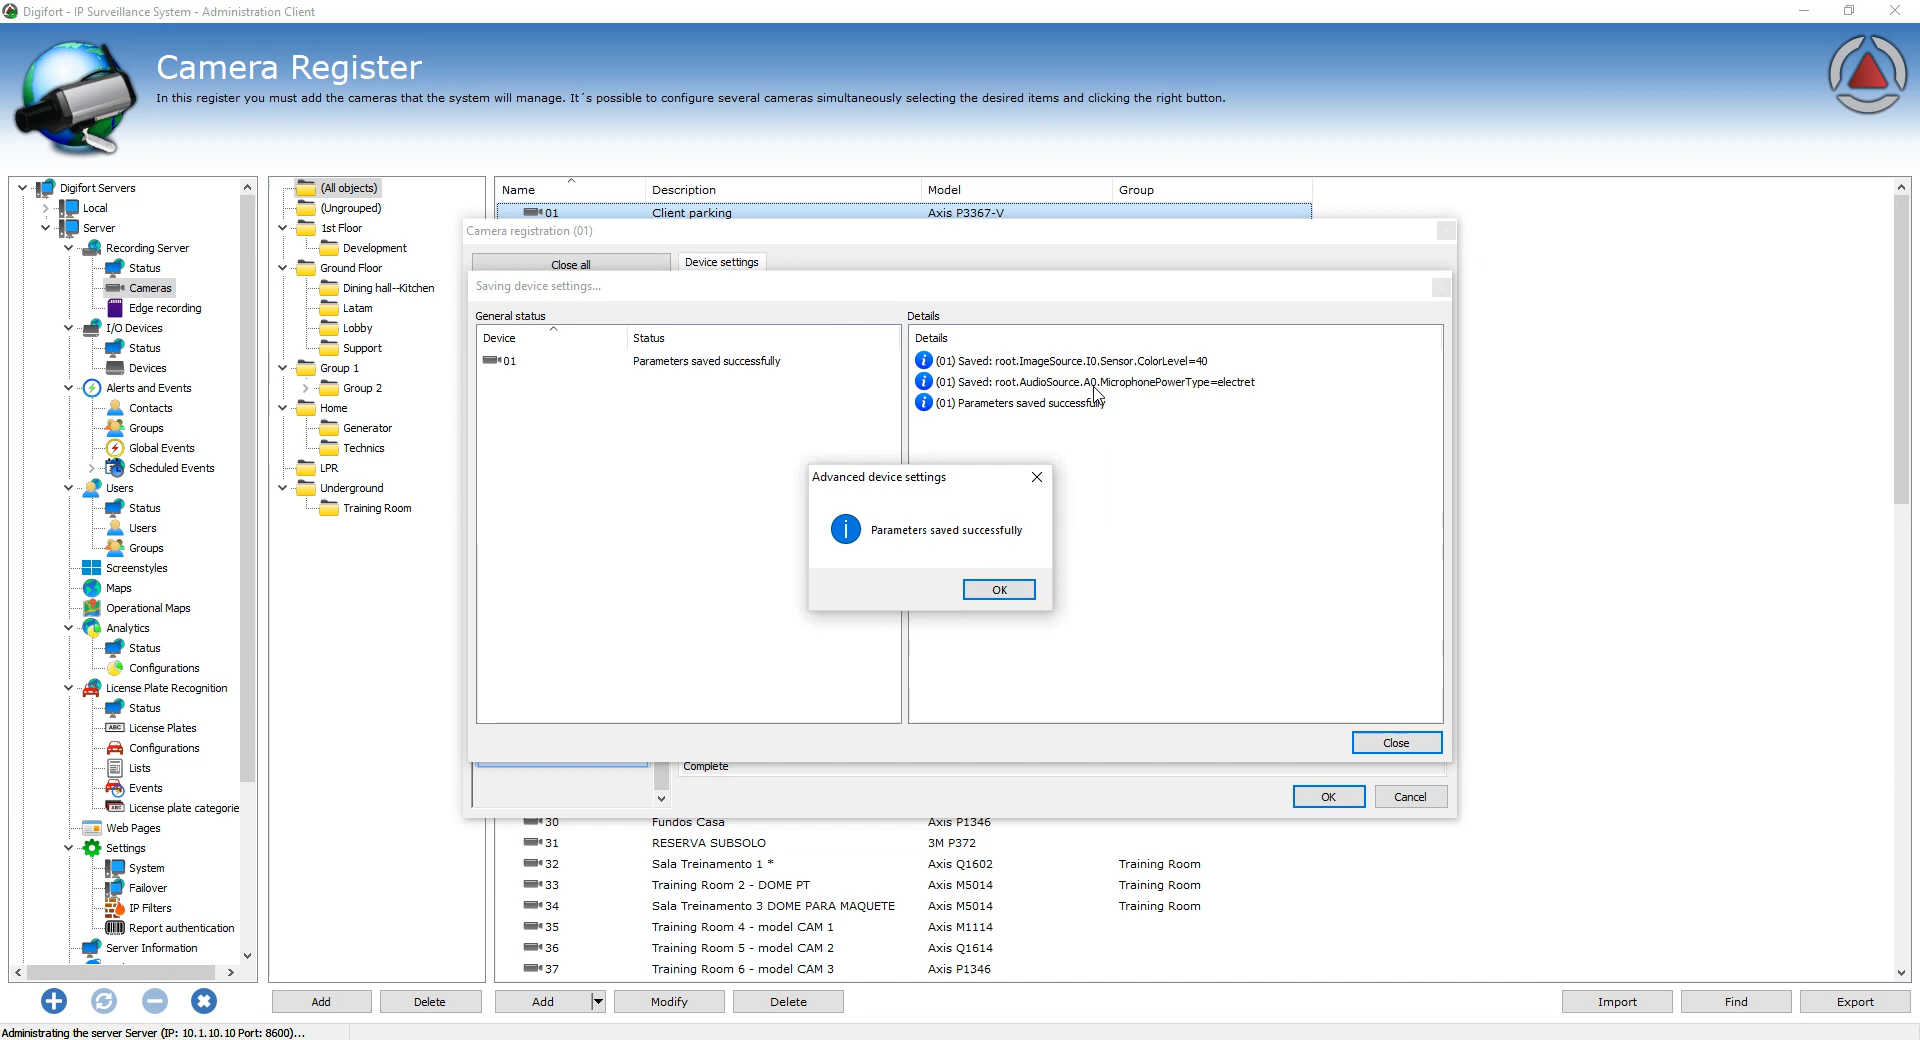 Digifort - IP Surveillance System - Administration Client
Camera Register
In this register you must add the cameras that the system will manage. It´s possible to configure several cameras simultaneously selecting the desired items and clicking the right button.
Digifort Servers
Local
Server
Recording Server
Status
Cameras
Edge recording
I/O Devices
Status
Devices
Alerts and Events
Contacts
Groups
Global Events
Scheduled Events
Users
Status
Users
Groups
Screenstyles
Maps
Operational Maps
Analytics
Status
Configurations
License Plate Recognition
Status
License Plates
Configurations
Lists
Events
License plate categorie
Web Pages
Settings
System
Failover
IP Filters
Report authentication
Server Information
(All objects)
(Ungrouped)
1st Floor
Development
Ground Floor
Dining hall--Kitchen
Latam
Lobby
Support
Group 1
Group 2
Home
Generator
Technics
LPR
Underground
Training Room
Name Description Model Group
01 Client parking Axis P3367-V
Camera registration (01)
Close all Device settings
Saving device settings...
General status
Device Status
01 Parameters saved successfully
Details
Details
(01) Saved: root.ImageSource.I0.Sensor.ColorLevel=40
(01) Saved: root.AudioSource.A0.MicrophonePowerType=electret
(01) Parameters saved successfully
Advanced device settings
Parameters saved successfully
OK
Close
Complete
OK Cancel
30 Fundos Casa Axis P1346
31 RESERVA SUBSOLO 3M P372
32 Sala Treinamento 1 * Axis Q1602 Training Room
33 Training Room 2 - DOME PT Axis M5014 Training Room
34 Sala Treinamento 3 DOME PARA MAQUETE Axis M5014 Training Room
35 Training Room 4 - model CAM 1 Axis M1114
36 Training Room 5 - model CAM 2 Axis Q1614
37 Training Room 6 - model CAM 3 Axis P1346
Add Delete Add Modify Delete Import Find Export
Administrating the server Server (IP: 10.1.10.10 Port: 8600)...